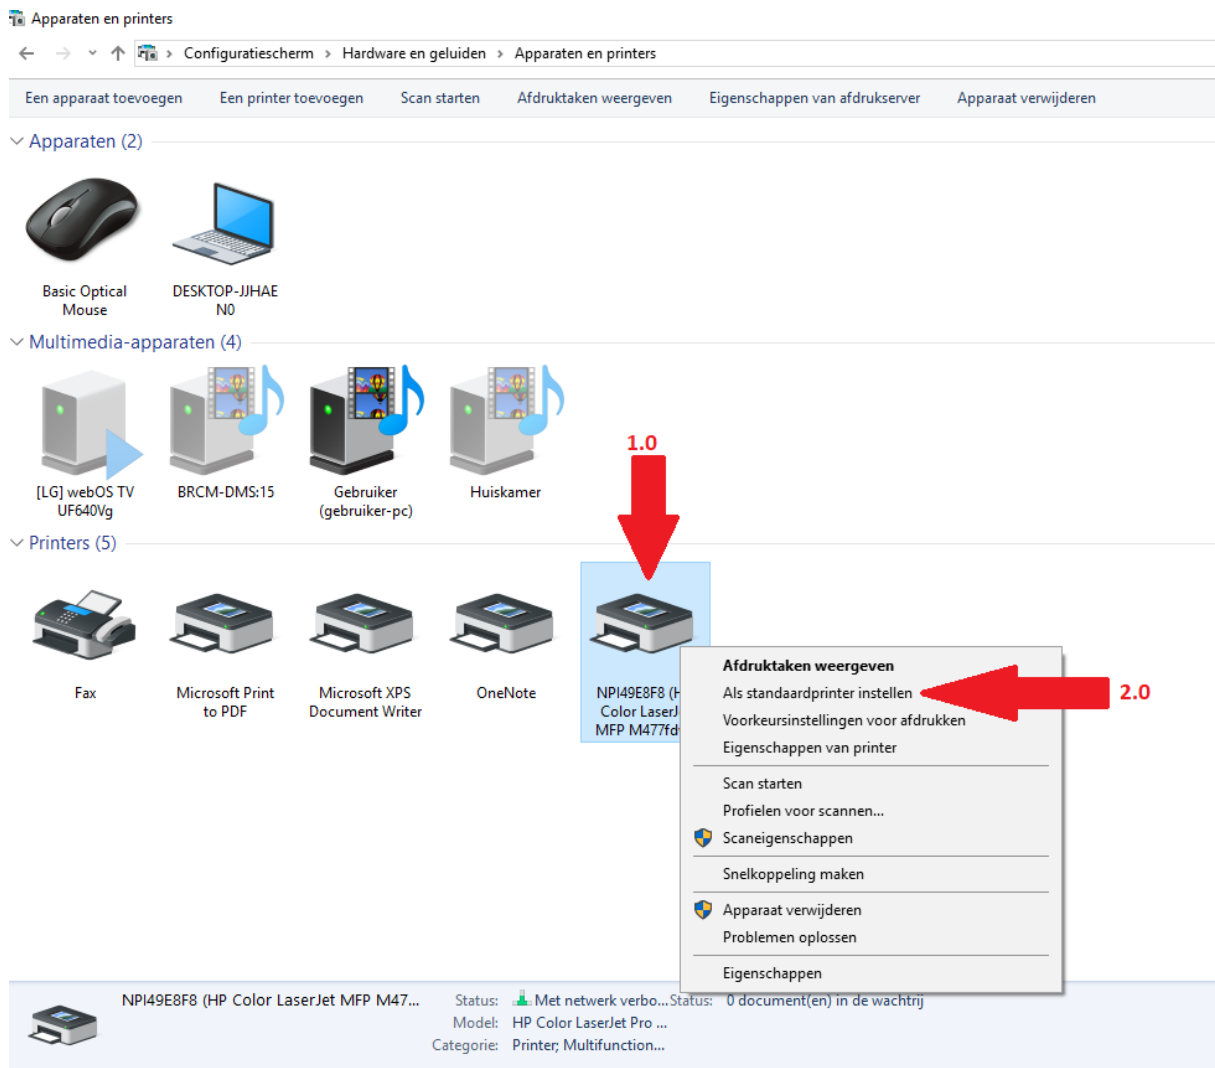 Apparaten en printers
Configuratiescherm > Hardware en geluiden > Apparaten en printers
Een apparaat toevoegen Een printer toevoegen Scan starten Afdruktaken weergeven Eigenschappen van afdrukserver Apparaat verwijderen
Apparaten (2)
Basic Optical
Mouse
DESKTOP-JJHAE
N0
Multimedia-apparaten (4)
[LG] webOS TV
UF640Vg
BRCM-DMS:15
Gebruiker
(gebruiker-pc)
Huiskamer
1.0
Printers (5)
Fax
Microsoft Print
to PDF
Microsoft XPS
Document Writer
OneNote
NPI49E8F8 (H
Color LaserJ
MFP M477fd
Afdruktaken weergeven
Als standaardprinter instellen
2.0
Voorkeursinstellingen voor afdrukken
Eigenschappen van printer
Scan starten
Profielen voor scannen...
Scaneigenschappen
Snelkoppeling maken
Apparaat verwijderen
Problemen oplossen
Eigenschappen
NPI49E8F8 (HP Color LaserJet MFP M47... Status: Met netwerk verbo... Status: 0 document(en) in de wachtrij
Model: HP Color LaserJet Pro ...
Categorie: Printer; Multifunction...